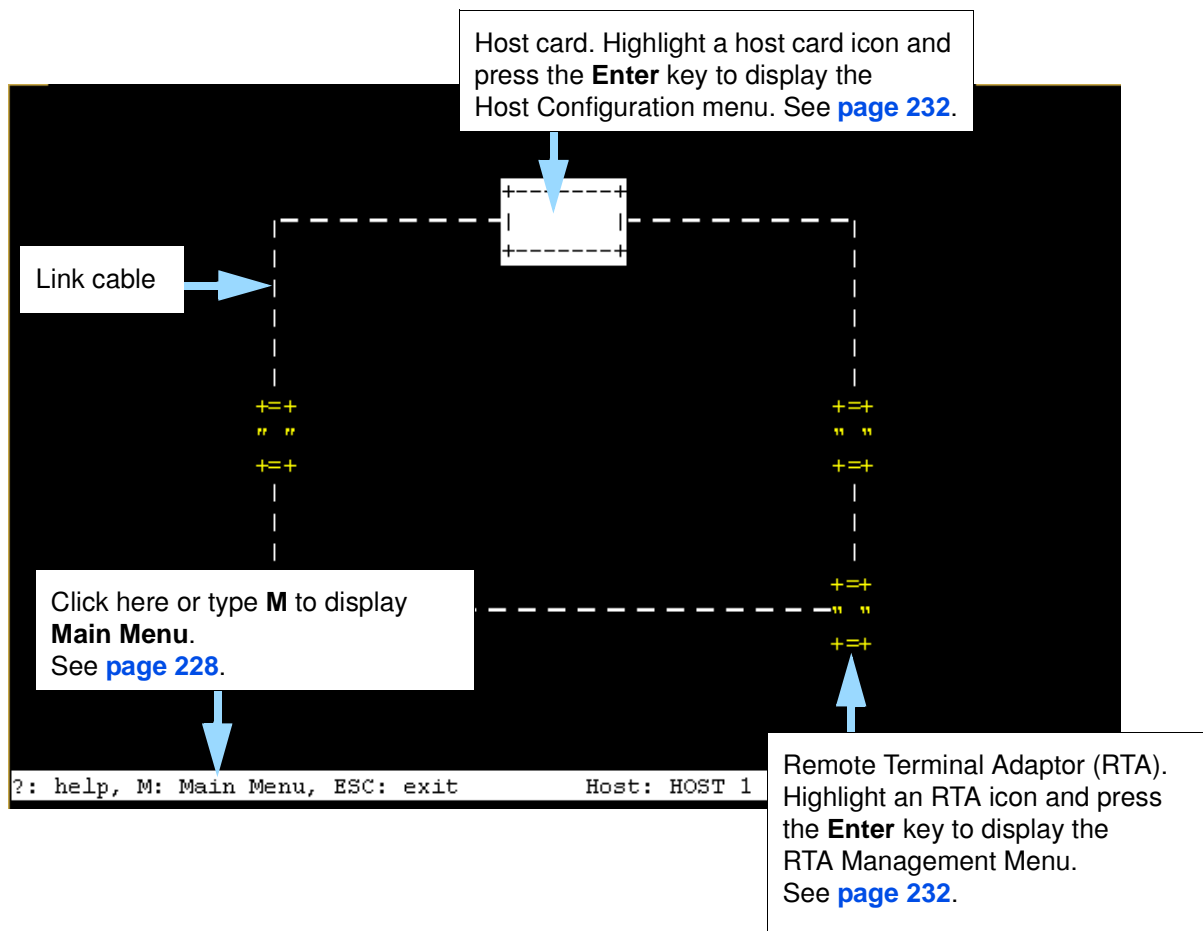 Host card. Highlight a host card icon and
press the Enter key to display the
Host Configuration menu. See page 232.
+------+
|      |
+------+
Link cable
+=+
" "
+=+
+=+
" "
+=+
Click here or type M to display
Main Menu.
See page 228.
+=+
" "
+=+
?: help, M: Main Menu, ESC: exit
Host: HOST 1
Remote Terminal Adaptor (RTA).
Highlight an RTA icon and press
the Enter key to display the
RTA Management Menu.
See page 232.